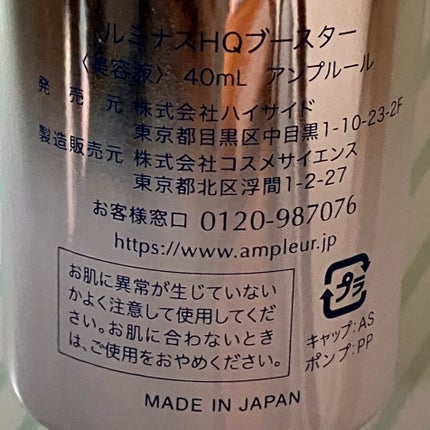 ルミナスHQブースター
〈美容液〉 40mL アンプルール
発売元 株式会社ハイサイド
東京都目黒区中目黒1-10-23-2F
製造販売元 株式会社コスメサイエンス
東京都北区浮間1-2-27
お客様窓口 0120-987076
https://www.ampleur.jp
お肌に異常が生じていない
かよく注意して使用してくだ
さい。お肌に合わないとき
は、ご使用をおやめください。
プラ
キャップ:AS
ポンプ:PP
MADE IN JAPAN